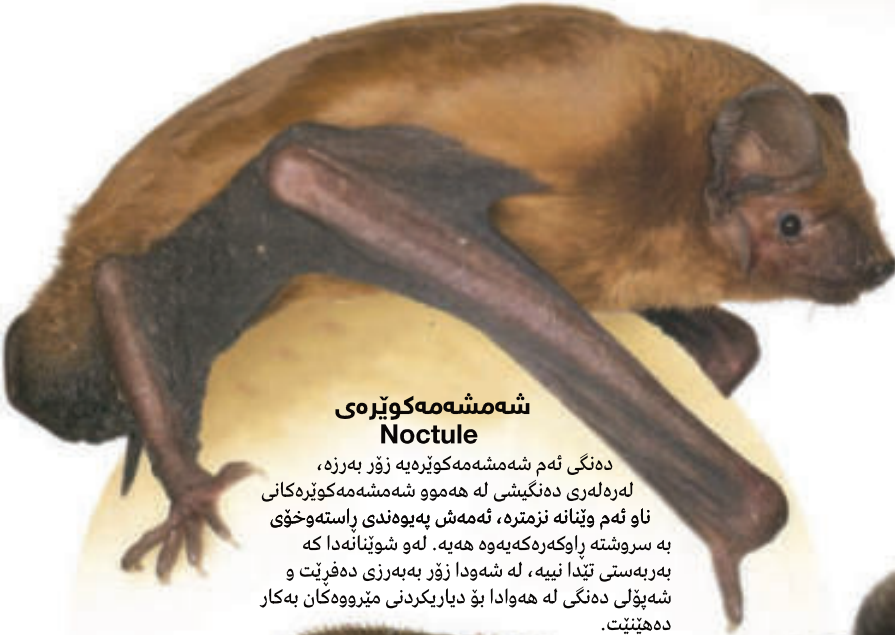 شەمشەمەکوێرەی
Noctule
دەنگی ئەم شەمشەمەکوێرەیە زۆر بەرزە،
لەرەلەری دەنگیشی لە هەموو شەمشەمەکوێرەکانی
ناو ئەم وێنانە نزمترە، ئەمەش پەیوەندی ڕاستەوخۆی
بە سروشتە ڕاوکەرەکەیەوە هەیە. لەو شوێنانەدا کە
بەربەستی تێدا نییە، لە شەودا زۆر بەبەرزی دەفڕێت و
شەپۆلی دەنگی لە هەوادا بۆ دیاریکردنی مێرووەکان بەکار
دەهێنێت.